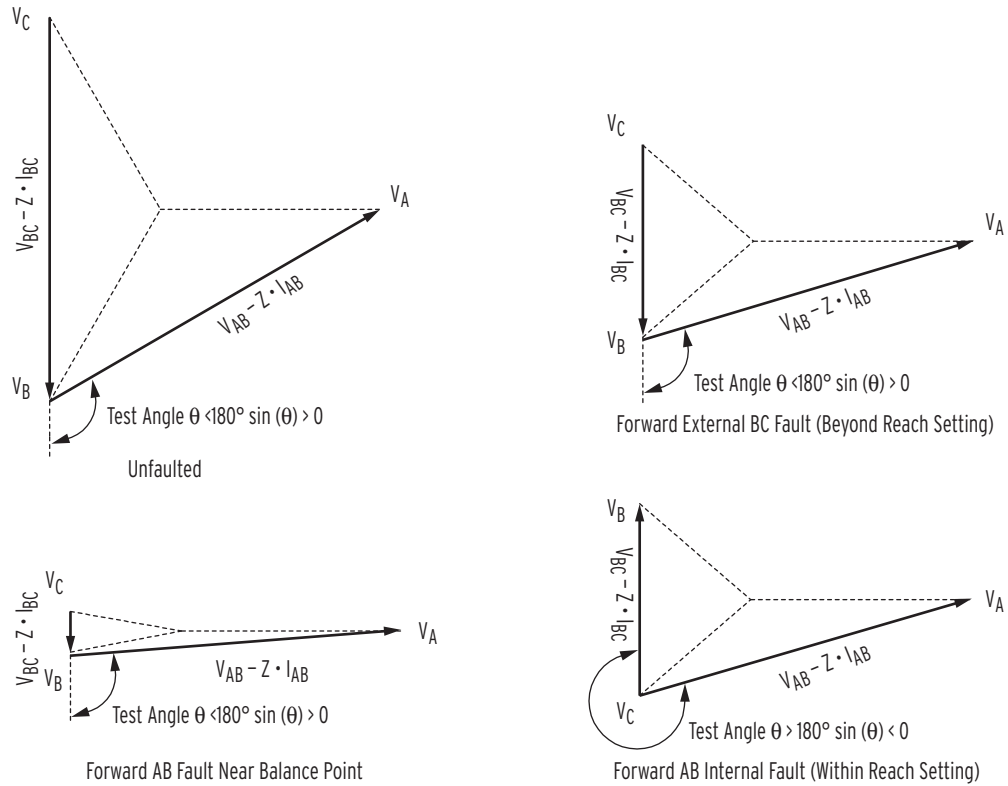 V_C
V_BC – Z • I_BC
V_A
V_AB – Z • I_AB
V_B
Test Angle θ <180° sin (θ) > 0
Unfaulted
V_C
V_BC – Z • I_BC
V_A
V_AB – Z • I_AB
V_B
Test Angle θ <180° sin (θ) > 0
Forward External BC Fault (Beyond Reach Setting)
V_C
V_BC – Z • I_BC
V_A
V_AB – Z • I_AB
V_B
Test Angle θ <180° sin (θ) > 0
Forward AB Fault Near Balance Point
V_B
V_BC – Z • I_BC
V_A
V_AB – Z • I_AB
V_C
Test Angle θ > 180° sin (θ) < 0
Forward AB Internal Fault (Within Reach Setting)